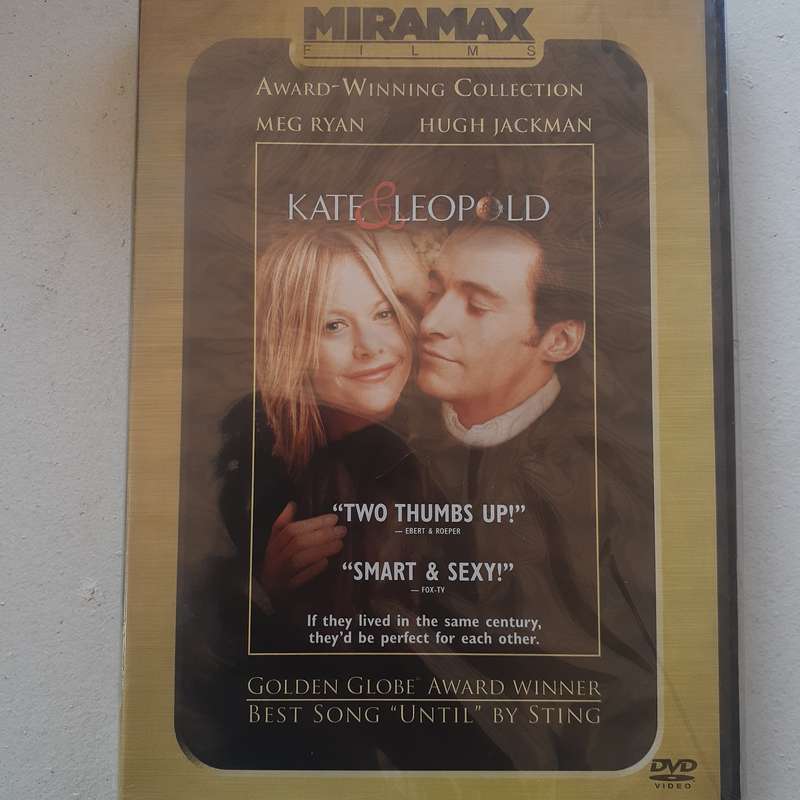 MIRAMAX
FILMS
AWARD-WINNING COLLECTION
MEG RYAN HUGH JACKMAN
KATE & LEOPOLD
"TWO THUMBS UP!"
— EBERT & ROEPER
"SMART & SEXY!"
— FOX-TV
If they lived in the same century,
they'd be perfect for each other.
GOLDEN GLOBE™ AWARD WINNER
BEST SONG "UNTIL" BY STING
DVD
VIDEO